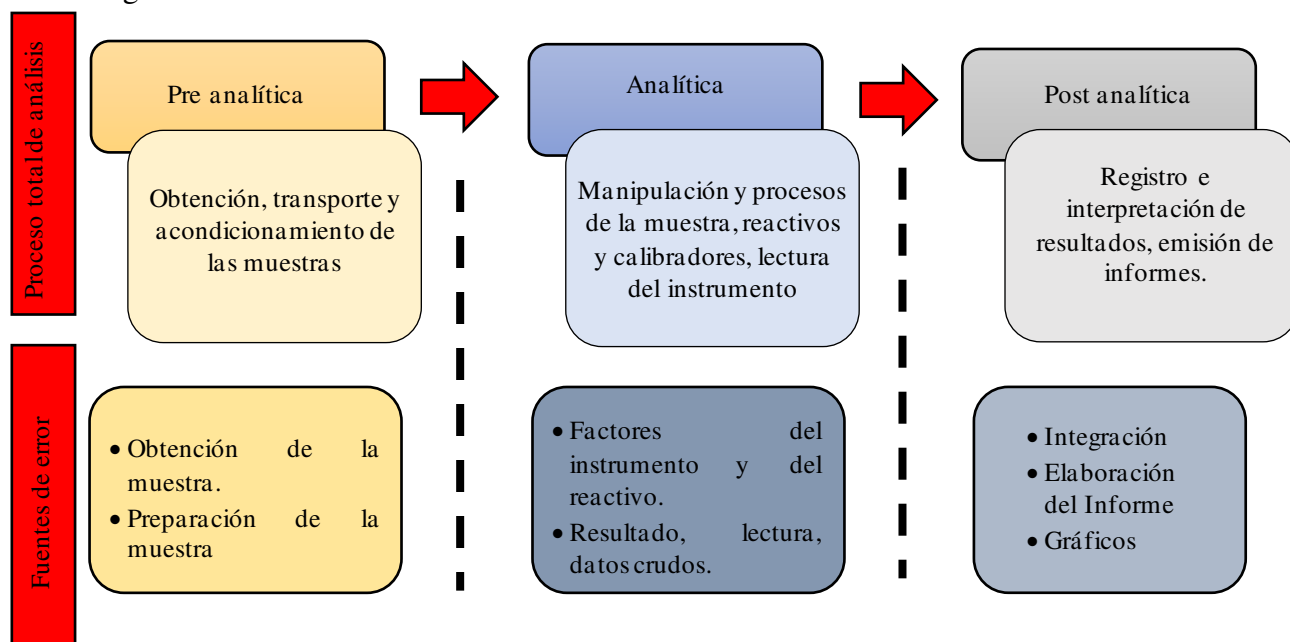 Proceso total de análisis
Pre analítica
Obtención, transporte y
acondicionamiento de
las muestras
Analítica
Manipulación y procesos
de la muestra, reactivos
y calibradores, lectura
del instrumento
Post analítica
Registro e
interpretación de
resultados, emisión de
informes.
Fuentes de error
• Obtención de la
muestra.
• Preparación de la
muestra
• Factores del
instrumento y del
reactivo.
• Resultado, lectura,
datos crudos.
• Integración
• Elaboración
del Informe
• Gráficos